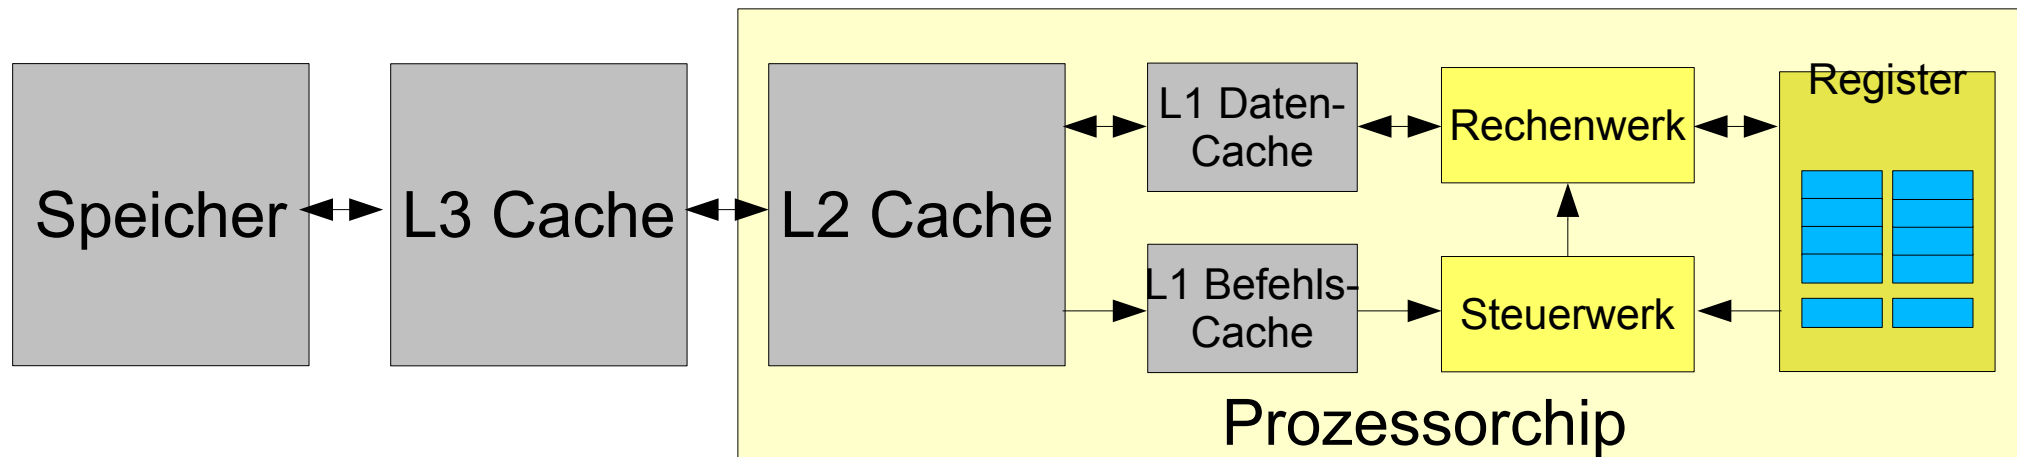 Speicher
L3 Cache
L2 Cache
L1 Daten-
Cache
L1 Befehls-
Cache
Rechenwerk
Steuerwerk
Register
Prozessorchip